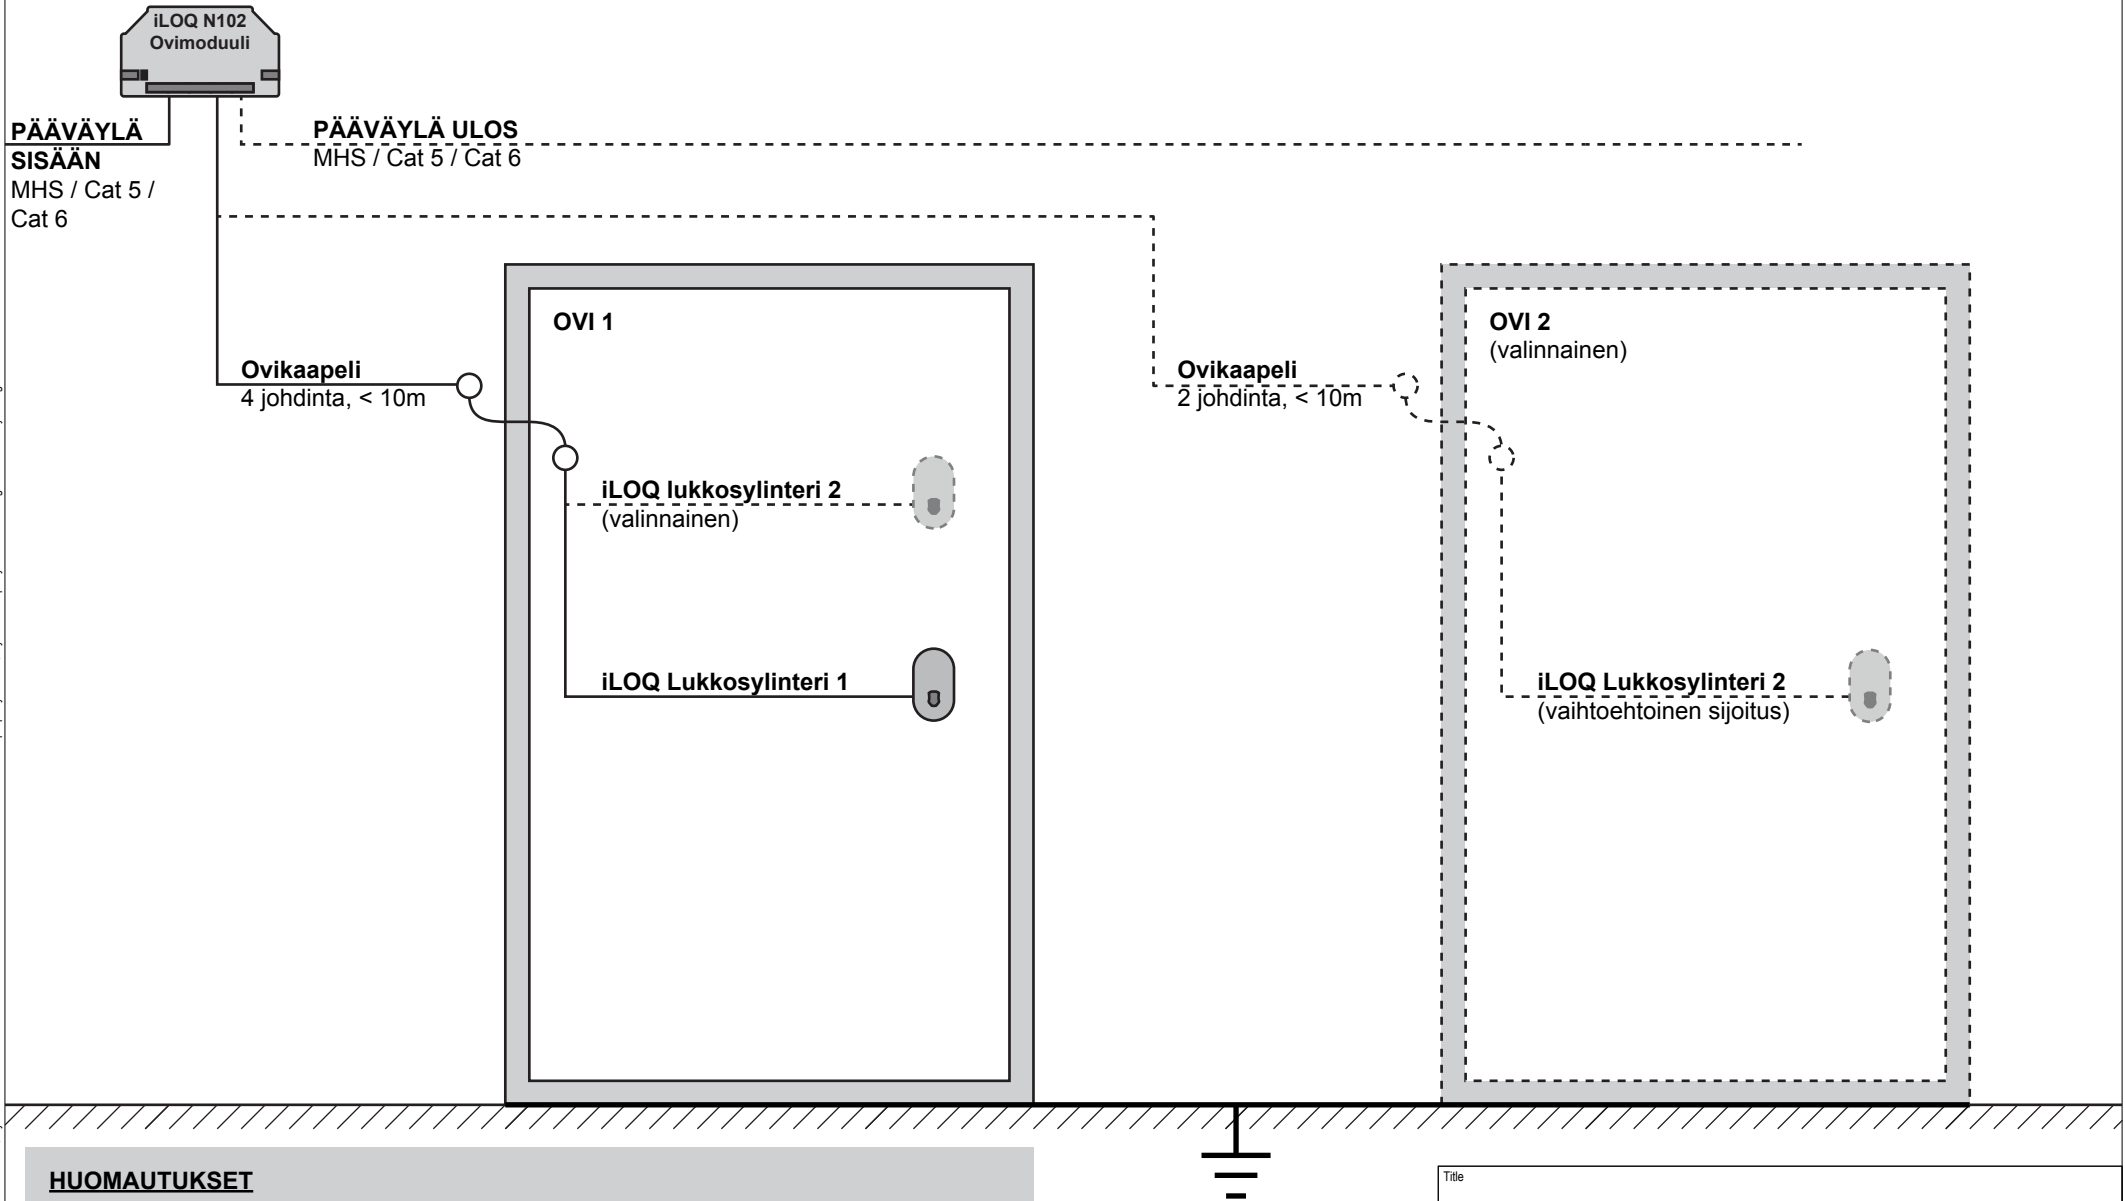 iLOQ N102
Ovimoduuli
PÄÄVÄYLÄ
SISÄÄN
MHS / Cat 5 /
Cat 6
PÄÄVÄYLÄ ULOS
MHS / Cat 5 / Cat 6
OVI 1
Ovikaapeli
4 johdinta, < 10m
iLOQ lukkosylinteri 2
(valinnainen)
iLOQ Lukkosylinteri 1
OVI 2
(valinnainen)
Ovikaapeli
2 johdinta, < 10m
iLOQ Lukkosylinteri 2
(vaihtoehtoinen sijoitus)
HUOMAUTUKSET
Title